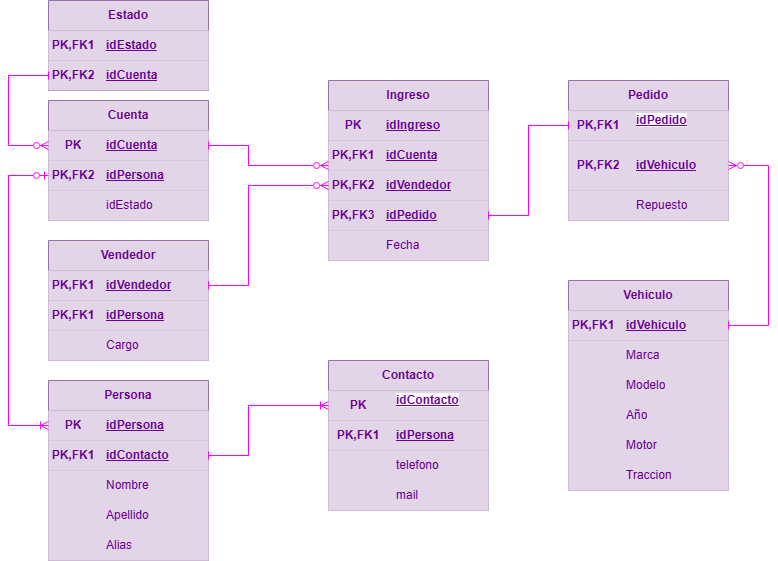 Estado
PK,FK1 idEstado
PK,FK2 idCuenta
Cuenta
PK idCuenta
PK,FK2 idPersona
idEstado
Vendedor
PK,FK1 idVendedor
PK,FK1 idPersona
Cargo
Persona
PK idPersona
PK,FK1 idContacto
Nombre
Apellido
Alias
Ingreso
PK idIngreso
PK,FK1 idCuenta
PK,FK2 idVendedor
PK,FK3 idPedido
Fecha
Contacto
PK idContacto
PK,FK1 idPersona
telefono
mail
Pedido
PK,FK1 idPedido
PK,FK2 idVehiculo
Repuesto
Vehiculo
PK,FK1 idVehiculo
Marca
Modelo
Año
Motor
Traccion